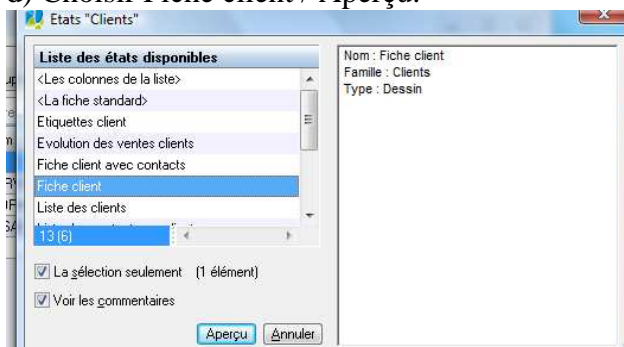 d) Choisir Fiche client / Aperçu.
Etats "Clients"
Liste des états disponibles
<Les colonnes de la liste>
<La fiche standard>
Etiquettes client
Evolution des ventes clients
Fiche client avec contacts
Fiche client
Liste des clients
13 (6)
La sélection seulement (1 élément)
Voir les commentaires
Aperçu Annuler
Nom : Fiche client
Famille : Clients
Type : Dessin